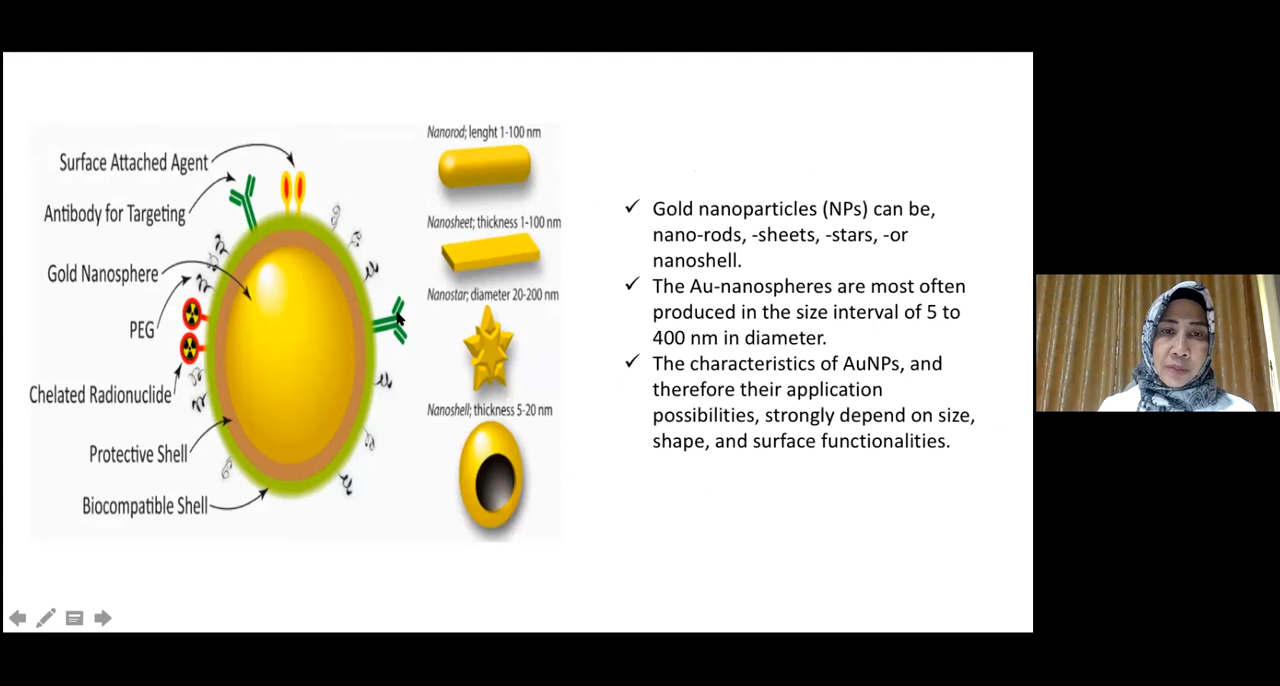 Surface Attached Agent
Antibody for Targeting
Gold Nanosphere
PEG
Chelated Radionuclide
Protective Shell
Biocompatible Shell
Nanorod; lenght 1-100 nm
Nanosheet; thickness 1-100 nm
Nanostar; diameter 20-200 nm
Nanoshell; thickness 5-20 nm
✓ Gold nanoparticles (NPs) can be,
nano-rods, -sheets, -stars, -or
nanoshell.
✓ The Au-nanospheres are most often
produced in the size interval of 5 to
400 nm in diameter.
✓ The characteristics of AuNPs, and
therefore their application
possibilities, strongly depend on size,
shape, and surface functionalities.